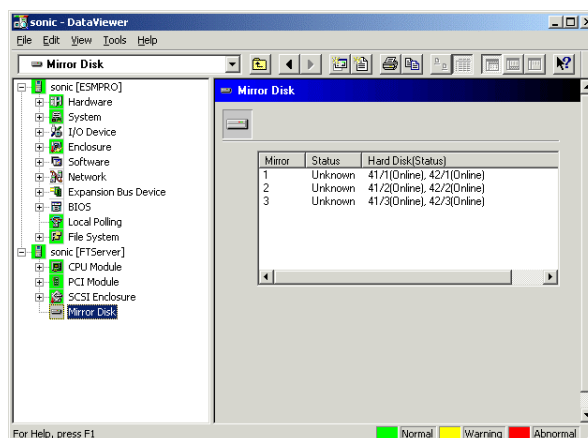 sonic - DataViewer
File Edit View Tools Help
Mirror Disk
sonic [ESMPRO]
Hardware
System
I/O Device
Enclosure
Software
Network
Expansion Bus Device
BIOS
Local Polling
File System
sonic [FTServer]
CPU Module
PCI Module
SCSI Enclosure
Mirror Disk
Mirror Disk
Mirror Status Hard Disk(Status)
1 Unknown 41/1(Online), 42/1(Online)
2 Unknown 41/2(Online), 42/2(Online)
3 Unknown 41/3(Online), 42/3(Online)
For Help, press F1 Normal Warning Abnormal